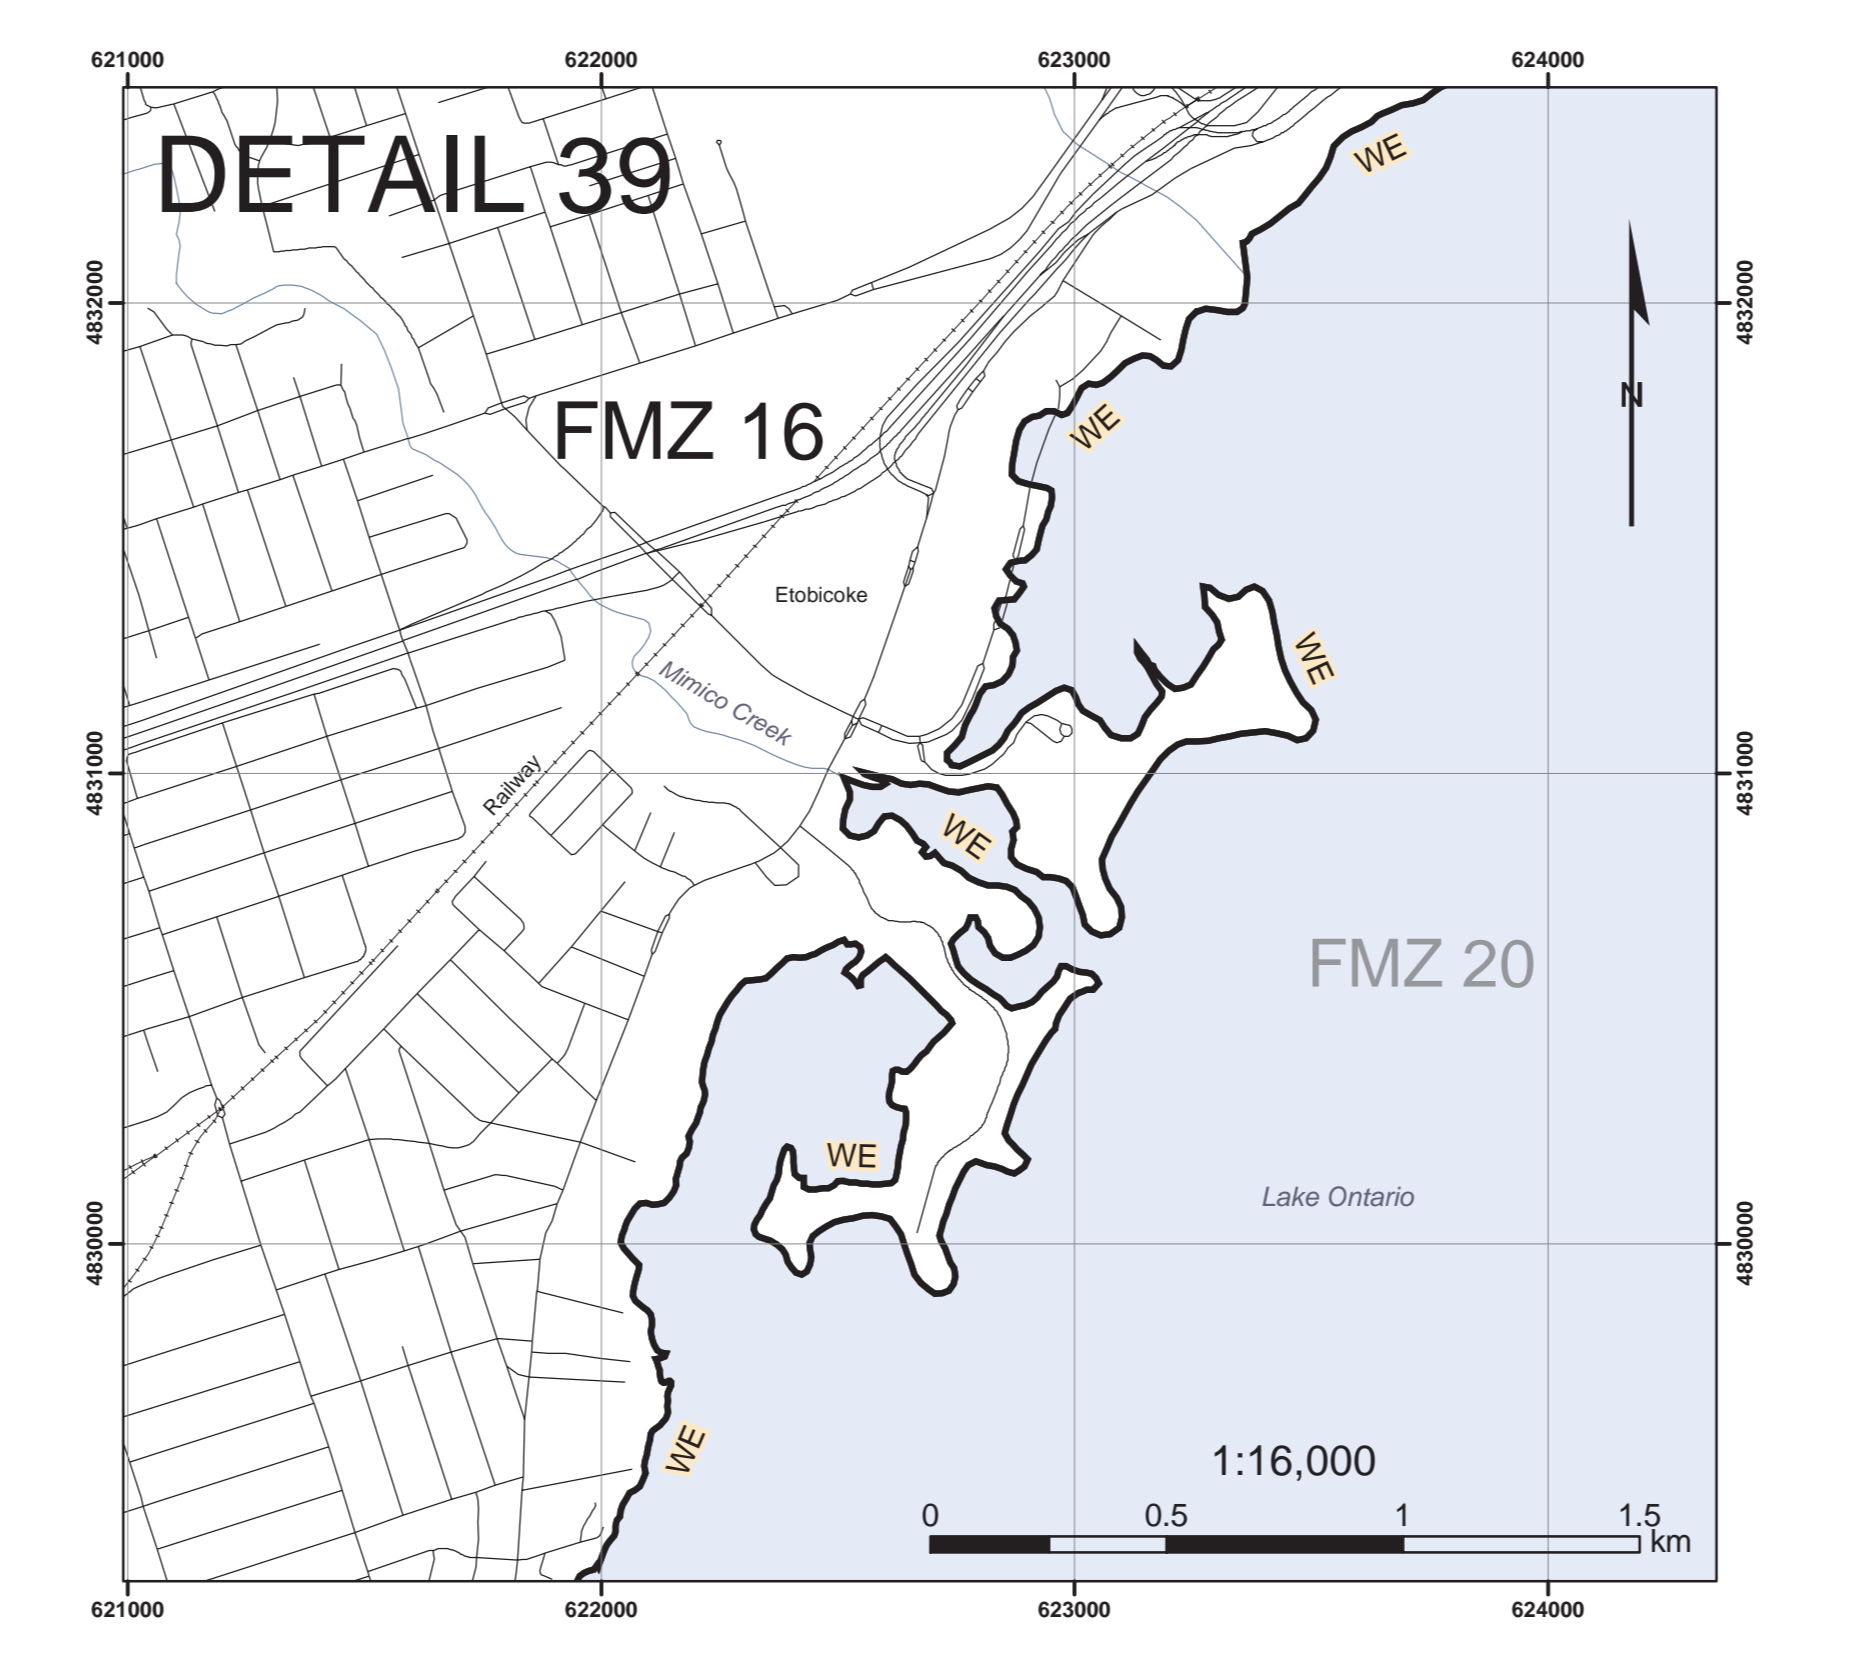 621000 622000 623000 624000
DETAIL 39
WE
4832000
4832000
N
FMZ 16
WE
Etobicoke
WE
Mimico Creek
4831000
4831000
Railway
WE
FMZ 20
WE
Lake Ontario
4830000
4830000
WE
1:16,000
0 0.5 1 1.5
km
621000 622000 623000 624000